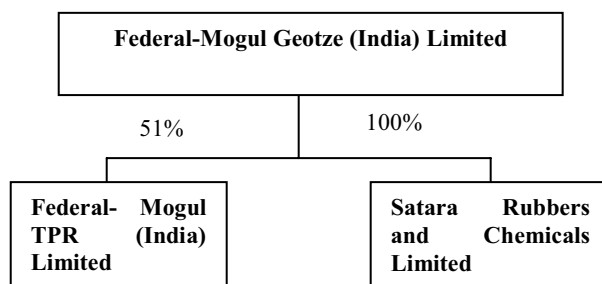 Federal-Mogul Geotze (India) Limited
51%
100%
Federal- Mogul
TPR (India)
Limited
Satara Rubbers
and Chemicals
Limited